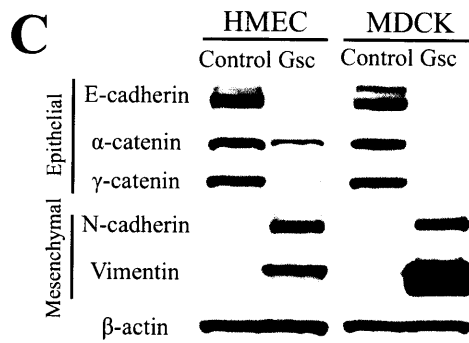 C
HMEC MDCK
Control Gsc Control Gsc
Epithelial
E-cadherin
α-catenin
γ-catenin
Mesenchymal
N-cadherin
Vimentin
β-actin